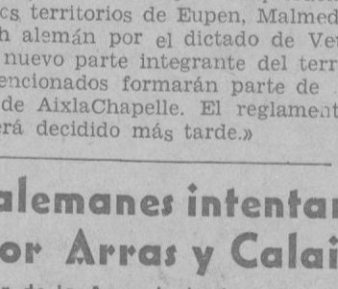 cs territorios de Eupen, Malmed
h alemán por el dictado de Ve
nuevo parte integrante del terr
encionados formarán parte de
de AixlaChapelle. El reglament
erá decidido más tarde.»
alemanes intentar
or Arras y Calai